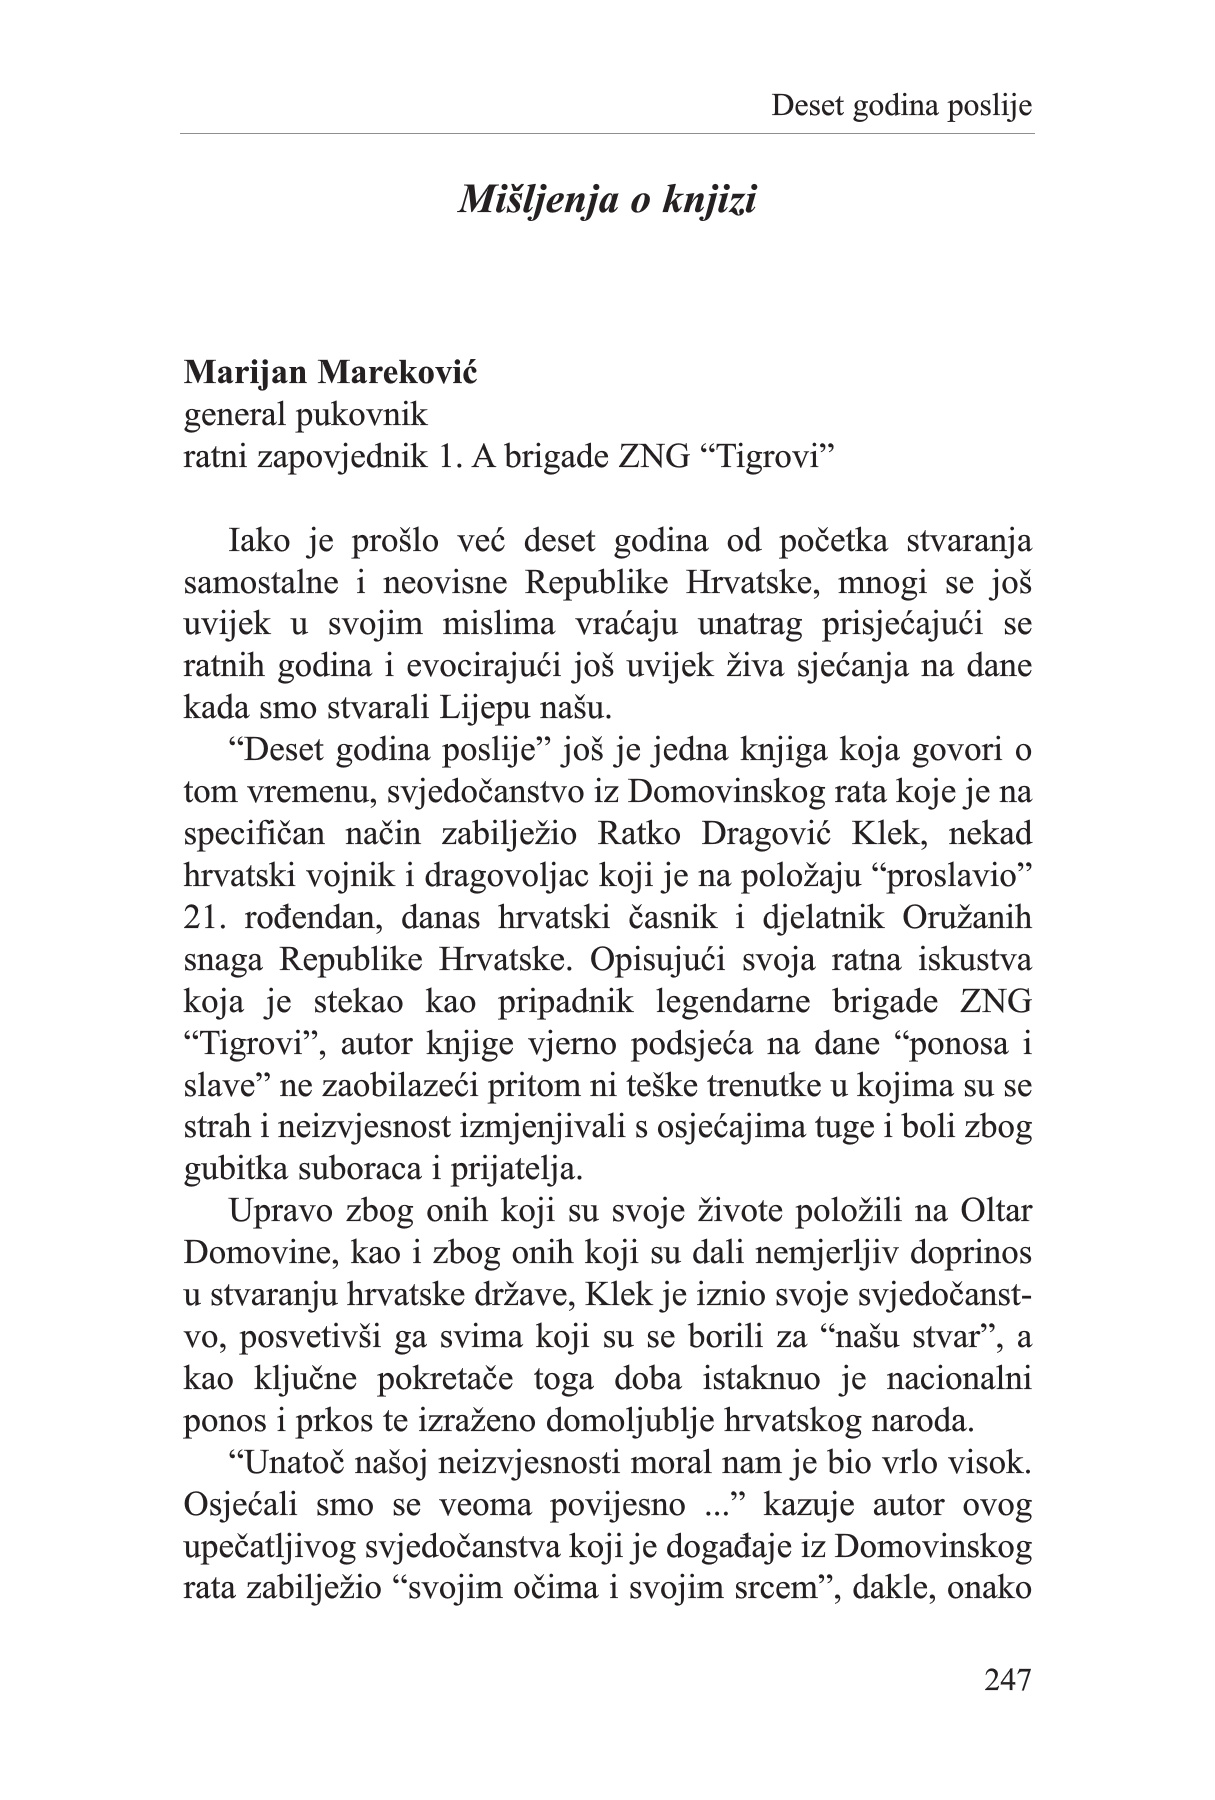 Deset godina poslije
Mišljenja o knjizi
Marijan Mareković
general pukovnik
ratni zapovjednik 1. A brigade ZNG “Tigrovi”
Iako je prošlo već deset godina od početka stvaranja
samostalne i neovisne Republike Hrvatske, mnogi se još
uvijek u svojim mislima vraćaju unatrag prisjećajući se
ratnih godina i evocirajući još uvijek živa sjećanja na dane
kada smo stvarali Lijepu našu.
“Deset godina poslije” još je jedna knjiga koja govori o
tom vremenu, svjedočanstvo iz Domovinskog rata koje je na
specifičan način zabilježio Ratko Dragović Klek, nekad
hrvatski vojnik i dragovoljac koji je na položaju “proslavio”
21. rođendan, danas hrvatski časnik i djelatnik Oružanih
snaga Republike Hrvatske. Opisujući svoja ratna iskustva
koja je stekao kao pripadnik legendarne brigade ZNG
“Tigrovi”, autor knjige vjerno podsjeća na dane “ponosa i
slave” ne zaobilazeći pritom ni teške trenutke u kojima su se
strah i neizvjesnost izmjenjivali s osjećajima tuge i boli zbog
gubitka suboraca i prijatelja.
Upravo zbog onih koji su svoje živote položili na Oltar
Domovine, kao i zbog onih koji su dali nemjerljiv doprinos
u stvaranju hrvatske države, Klek je iznio svoje svjedočanst-
vo, posvetivši ga svima koji su se borili za “našu stvar”, a
kao ključne pokretače toga doba istaknuo je nacionalni
ponos i prkos te izraženo domoljublje hrvatskog naroda.
“Unatoč našoj neizvjesnosti moral nam je bio vrlo visok.
Osjećali smo se veoma povijesno ...” kazuje autor ovog
upečatljivog svjedočanstva koji je događaje iz Domovinskog
rata zabilježio “svojim očima i svojim srcem”, dakle, onako
247